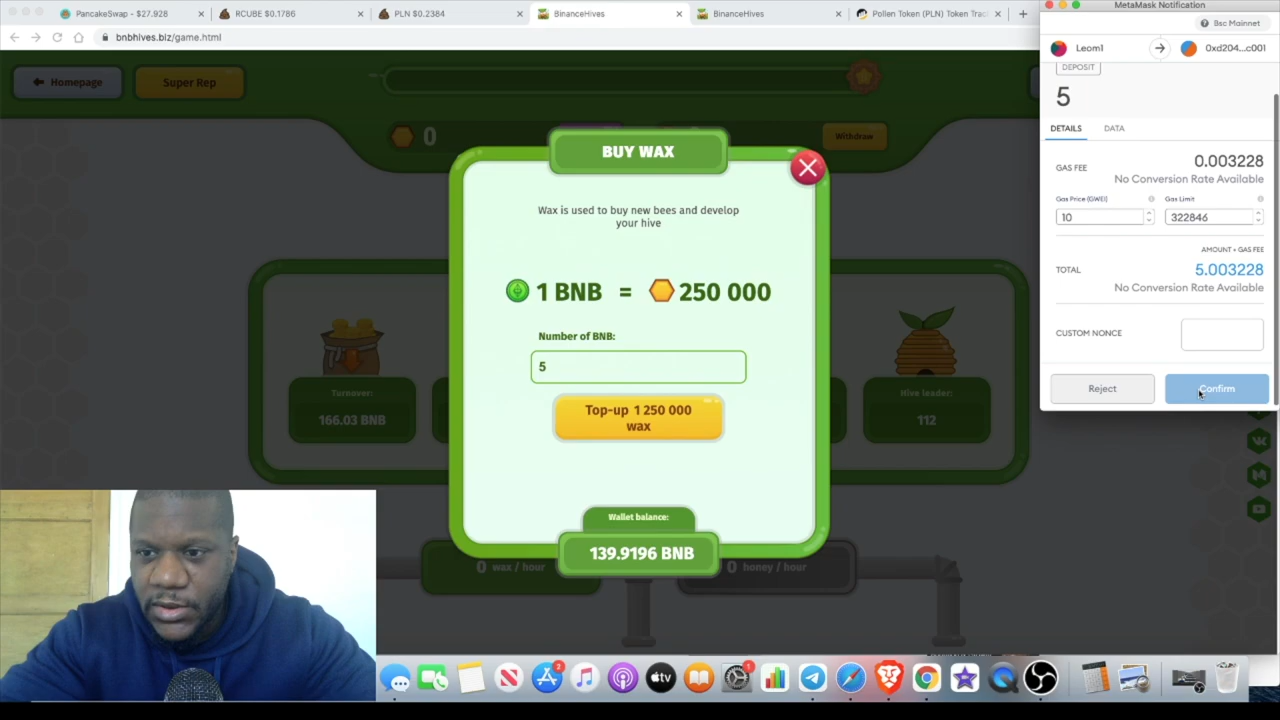 PancakeSwap - $27.928
RCUBE $0.1786
PLN $0.2384
BinanceHives
BinanceHives
Pollen Token (PLN) Token Trac
bnbhives.biz/game.html
Homepage
Super Rep
0
Withdraw
BUY WAX
Wax is used to buy new bees and develop
your hive
1 BNB = 250 000
Number of BNB:
5
Top-up 1 250 000
wax
Wallet balance:
139.9196 BNB
Turnover:
166.03 BNB
Hive leader:
112
0 wax / hour
0 honey / hour
MetaMask Notification
Bsc Mainnet
Leom1
0xd204...c001
DEPOSIT
5
DETAILS
DATA
GAS FEE
0.003228
No Conversion Rate Available
Gas Price (GWEI)
Gas Limit
10
322846
AMOUNT + GAS FEE
TOTAL
5.003228
No Conversion Rate Available
CUSTOM NONCE
Reject
Confirm
tv